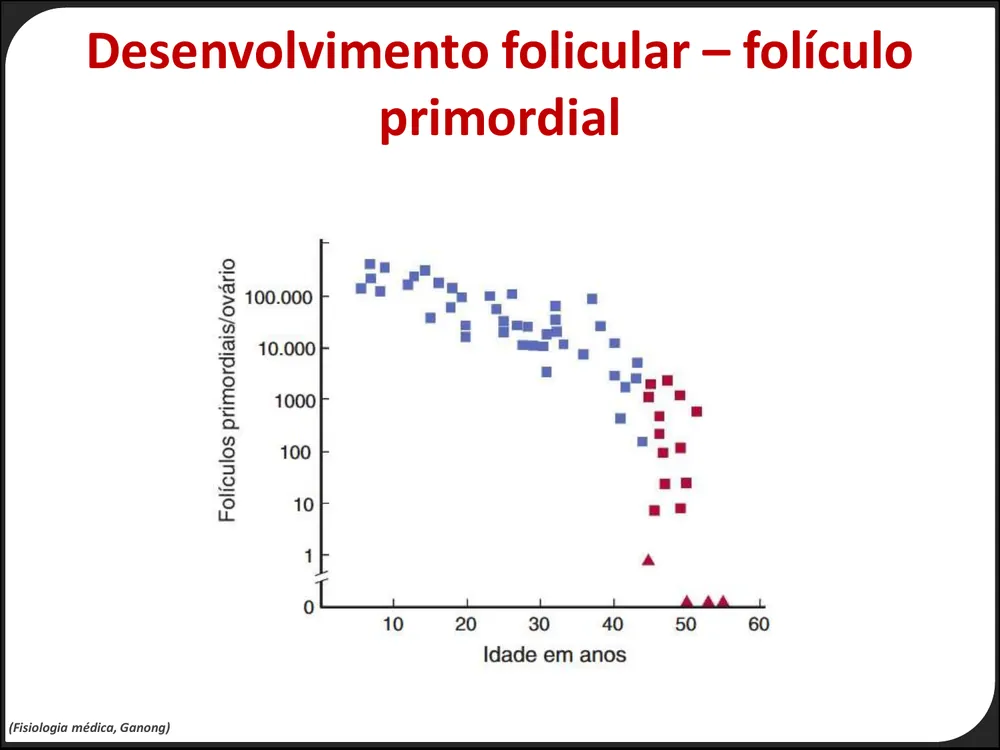 Desenvolvimento folicular – folículo
primordial
Folículos primordiais/ovário
100.000
10.000
1000
100
10
1
0
10 20 30 40 50 60
Idade em anos
(Fisiologia médica, Ganong)